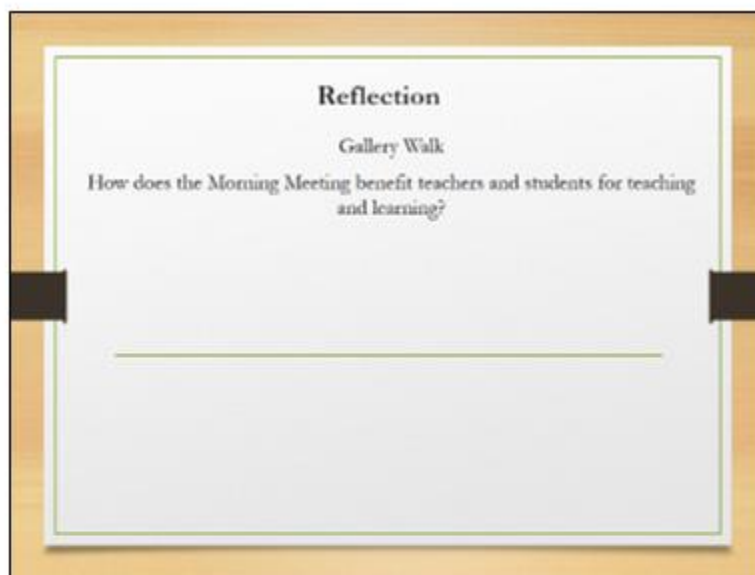 Reflection
Gallery Walk
How does the Morning Meeting benefit teachers and students for teaching
and learning?